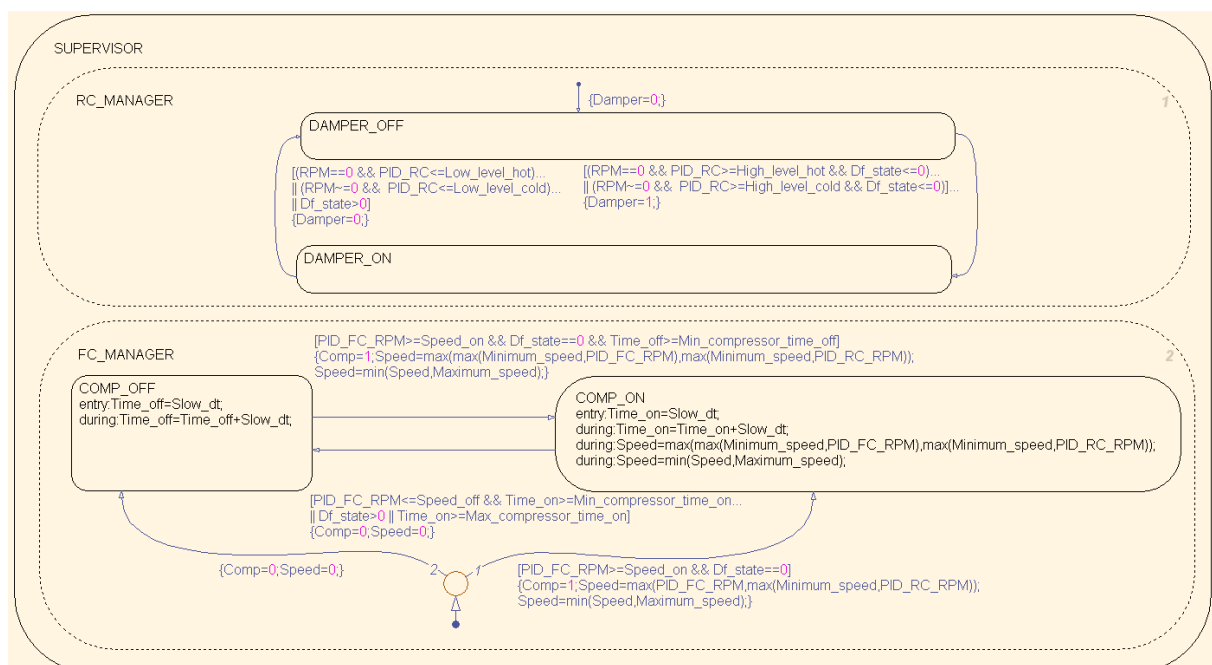 SUPERVISOR
RC_MANAGER
1
{Damper=0;}
DAMPER_OFF
[(RPM==0 && PID_RC<=Low_level_hot)...
|| (RPM~=0 &&  PID_RC<=Low_level_cold)...
|| Df_state>0]
{Damper=0;}
[(RPM==0 && PID_RC>=High_level_hot && Df_state<=0)...
|| (RPM~=0 &&  PID_RC>=High_level_cold && Df_state<=0)]...
{Damper=1;}
DAMPER_ON
FC_MANAGER
2
[PID_FC_RPM>=Speed_on && Df_state==0 && Time_off>=Min_compressor_time_off]
{Comp=1;Speed=max(max(Minimum_speed,PID_FC_RPM),max(Minimum_speed,PID_RC_RPM));
Speed=min(Speed,Maximum_speed);}
COMP_OFF
entry:Time_off=Slow_dt;
during:Time_off=Time_off+Slow_dt;
COMP_ON
entry:Time_on=Slow_dt;
during:Time_on=Time_on+Slow_dt;
during:Speed=max(max(Minimum_speed,PID_FC_RPM),max(Minimum_speed,PID_RC_RPM));
during:Speed=min(Speed,Maximum_speed);
[PID_FC_RPM<=Speed_off && Time_on>=Min_compressor_time_on...
|| Df_state>0 || Time_on>=Max_compressor_time_on]
{Comp=0;Speed=0;}
{Comp=0;Speed=0;}
2
1
[PID_FC_RPM>=Speed_on && Df_state==0]
{Comp=1;Speed=max(PID_FC_RPM,max(Minimum_speed,PID_RC_RPM));
Speed=min(Speed,Maximum_speed);}